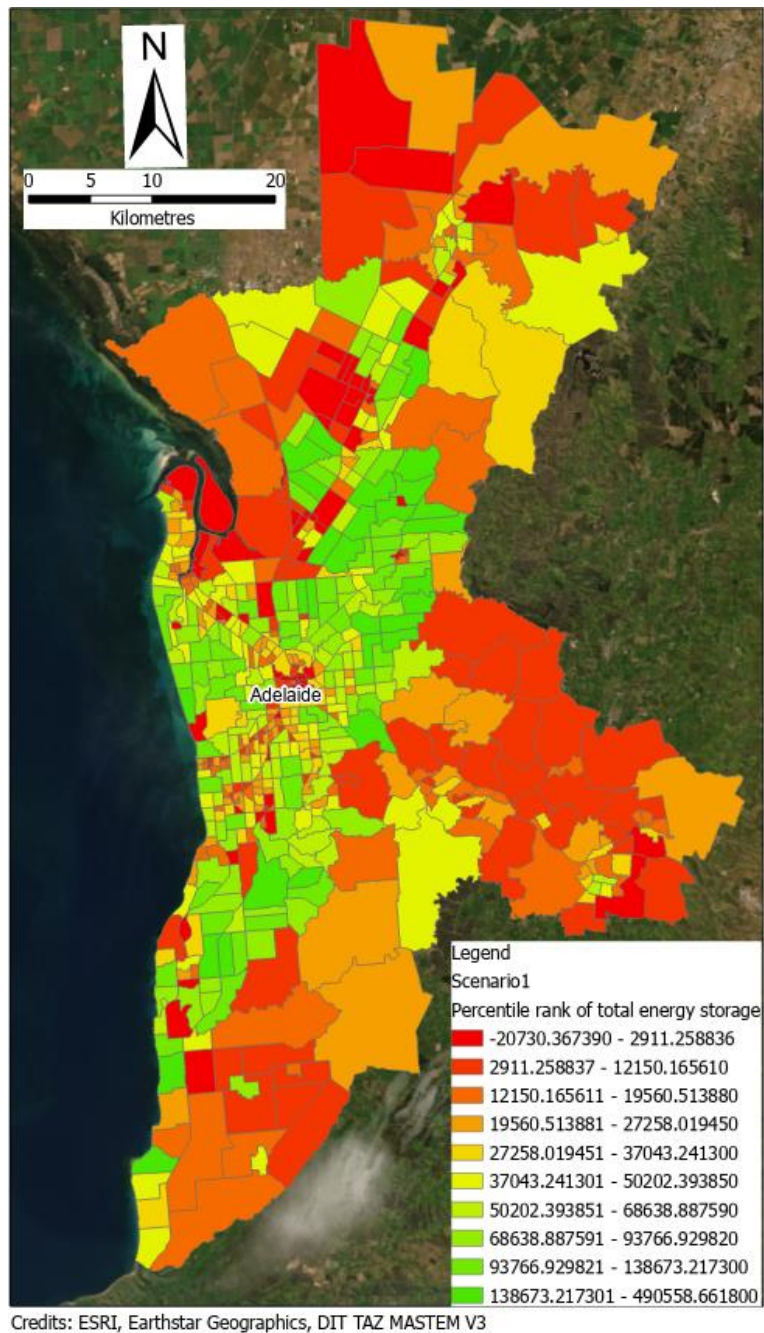 N
0 5 10 20
Kilometres
Adelaide
Legend
Scenario1
Percentile rank of total energy storage
-20730.367390 - 2911.258836
2911.258837 - 12150.165610
12150.165611 - 19560.513880
19560.513881 - 27258.019450
27258.019451 - 37043.241300
37043.241301 - 50202.393850
50202.393851 - 68638.887590
68638.887591 - 93766.929820
93766.929821 - 138673.217300
138673.217301 - 490558.661800
Credits: ESRI, Earthstar Geographics, DIT TAZ MASTEM V3